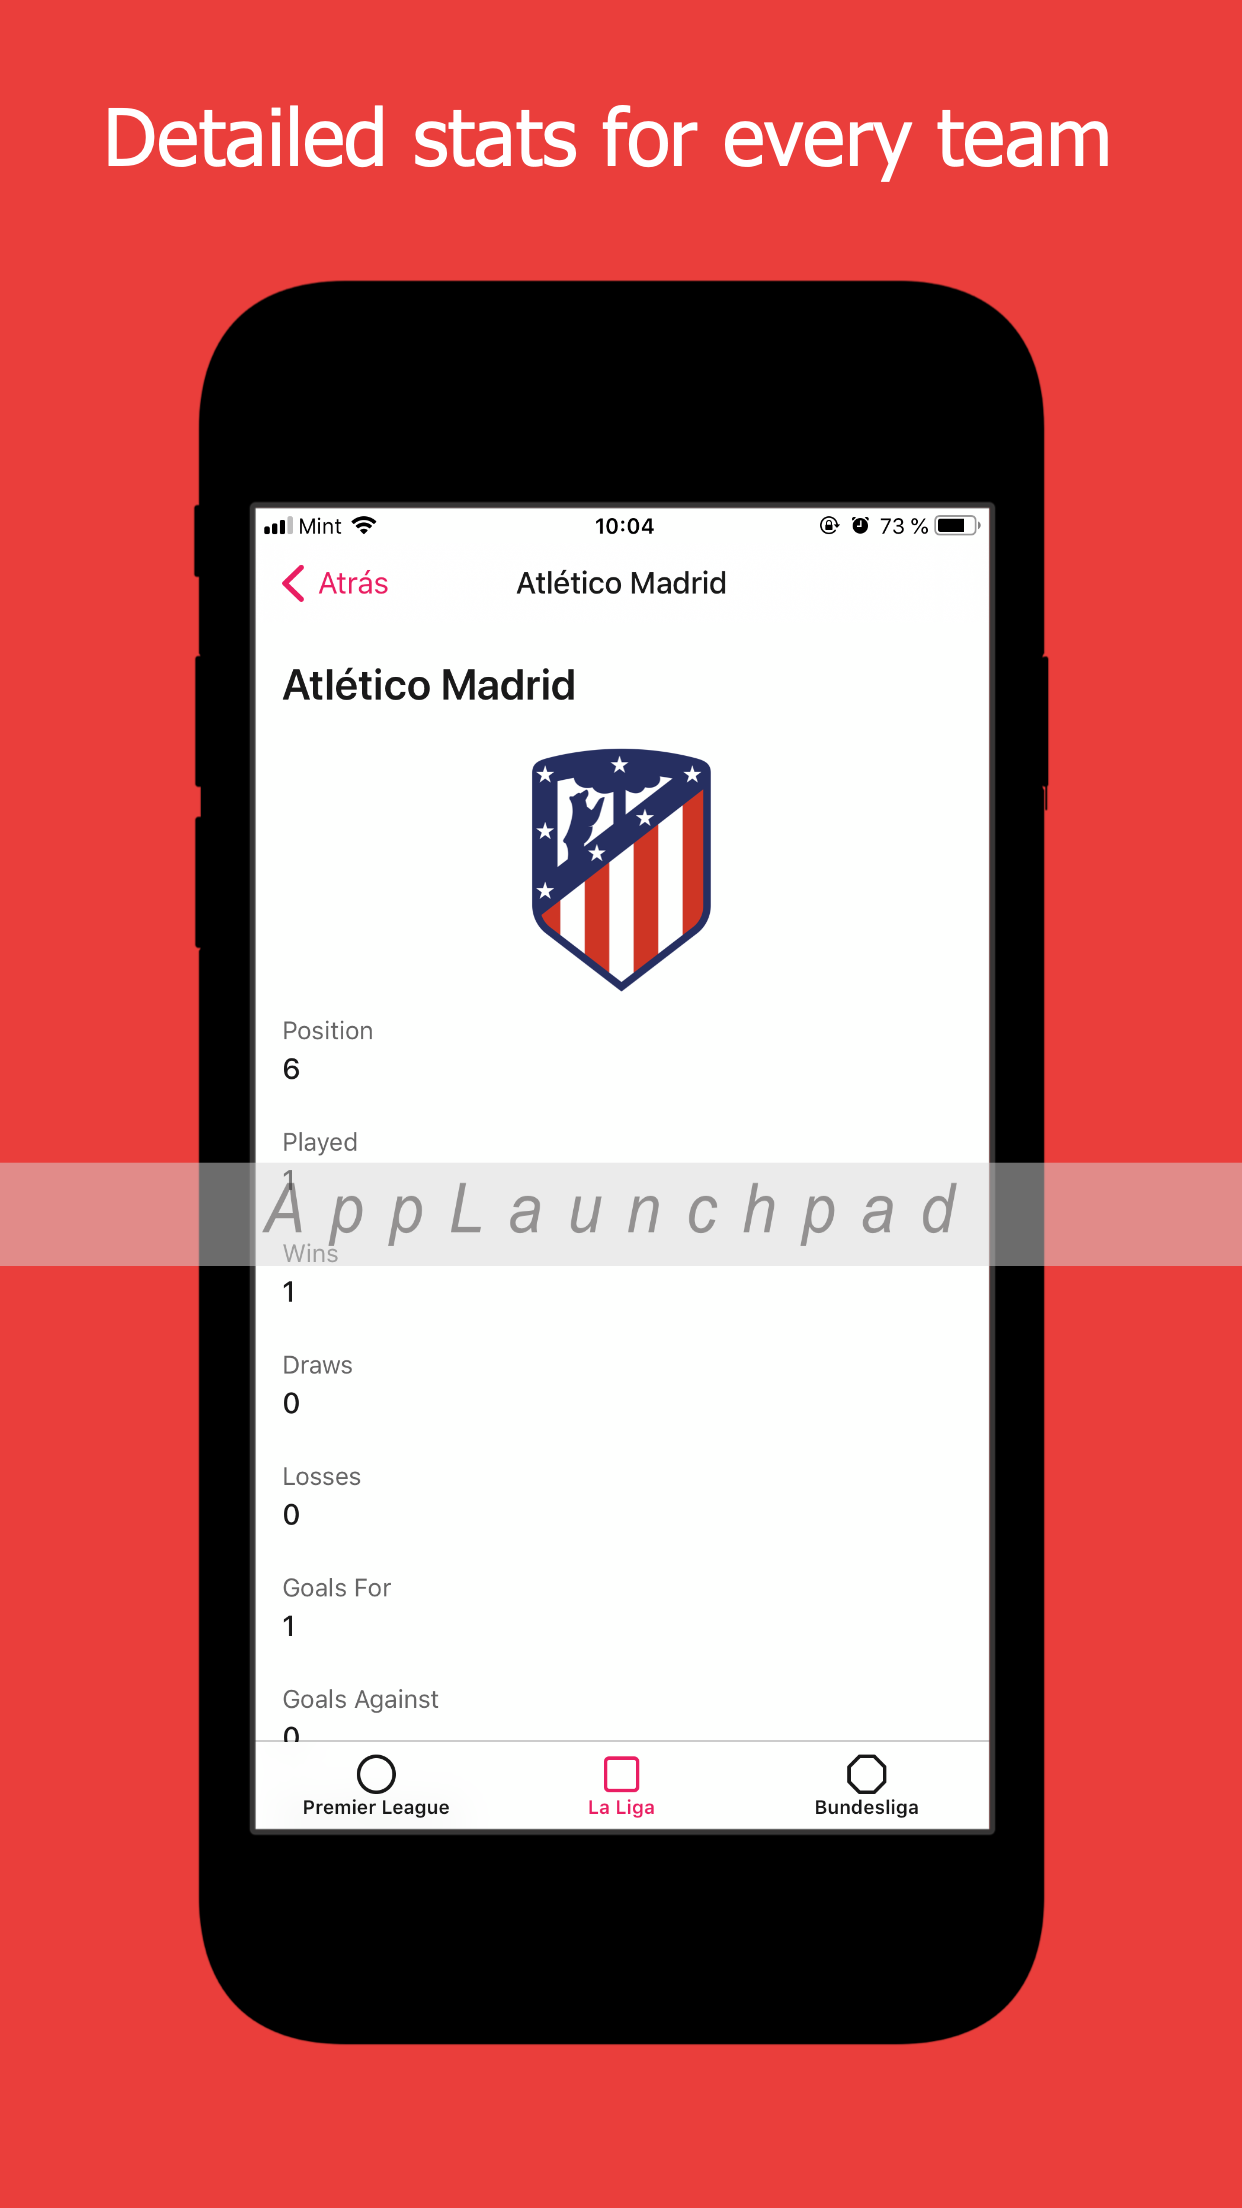 Detailed stats for every team
Mint 10:04 73 %
Atrás Atlético Madrid
Atlético Madrid
Position
6
Played
1
AppLaunchpad
Wins
1
Draws
0
Losses
0
Goals For
1
Goals Against
0
Premier League La Liga Bundesliga